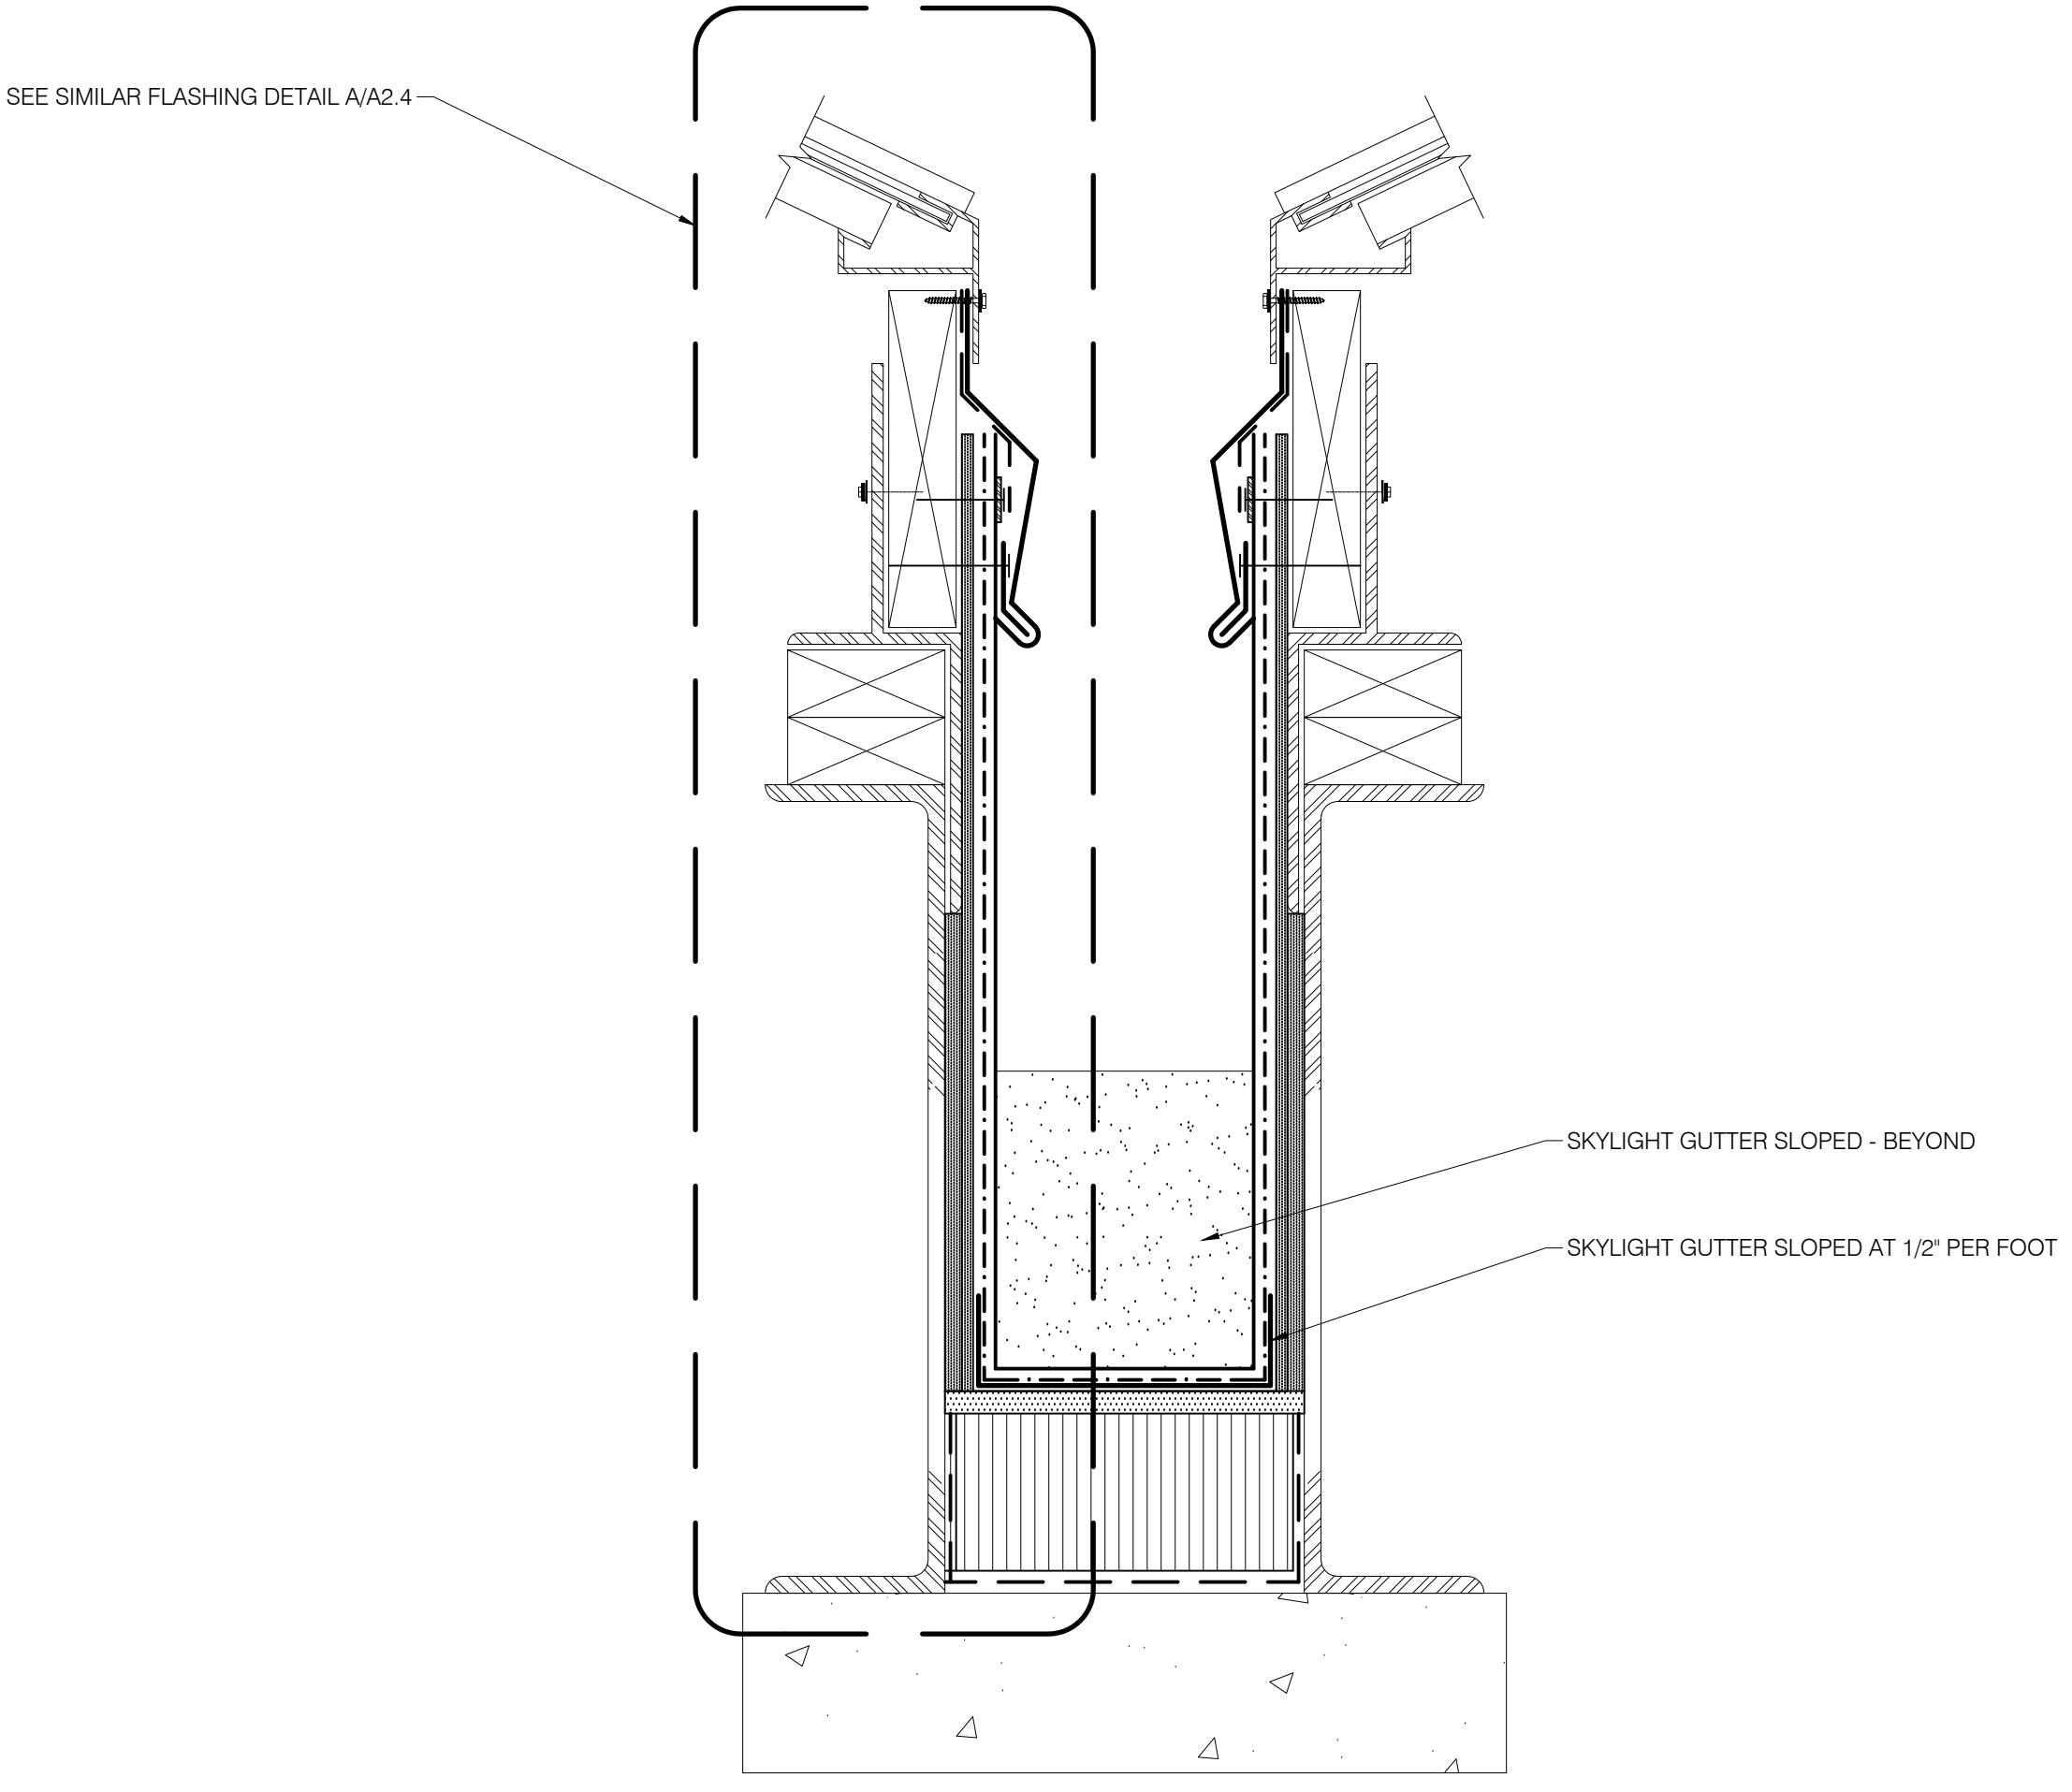 SEE SIMILAR FLASHING DETAIL A/A2.4
SKYLIGHT GUTTER SLOPED - BEYOND
SKYLIGHT GUTTER SLOPED AT 1/2" PER FOOT